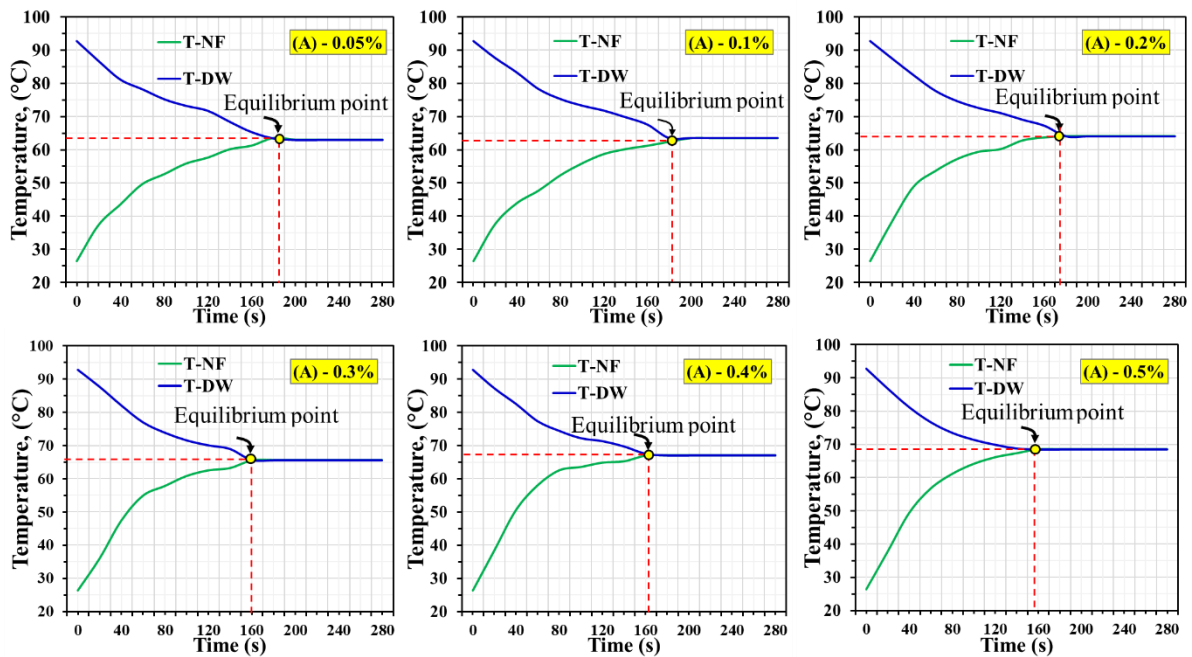 (A) - 0.05%
T-NF
T-DW
Equilibrium point
Temperature, (°C)
100
90
80
70
60
50
40
30
20
0 40 80 120 160 200 240 280
Time (s)
(A) - 0.1%
T-NF
T-DW
Equilibrium point
Temperature, (°C)
100
90
80
70
60
50
40
30
20
0 40 80 120 160 200 240 280
Time (s)
(A) - 0.2%
T-NF
T-DW
Equilibrium point
Temperature, (°C)
100
90
80
70
60
50
40
30
20
0 40 80 120 160 200 240 280
Time (s)
(A) - 0.3%
T-NF
T-DW
Equilibrium point
Temperature, (°C)
100
90
80
70
60
50
40
30
20
0 40 80 120 160 200 240 280
Time (s)
(A) - 0.4%
T-NF
T-DW
Equilibrium point
Temperature, (°C)
100
90
80
70
60
50
40
30
20
0 40 80 120 160 200 240 280
Time (s)
(A) - 0.5%
T-NF
T-DW
Equilibrium point
Temperature, (°C)
100
90
80
70
60
50
40
30
20
0 40 80 120 160 200 240 280
Time (s)